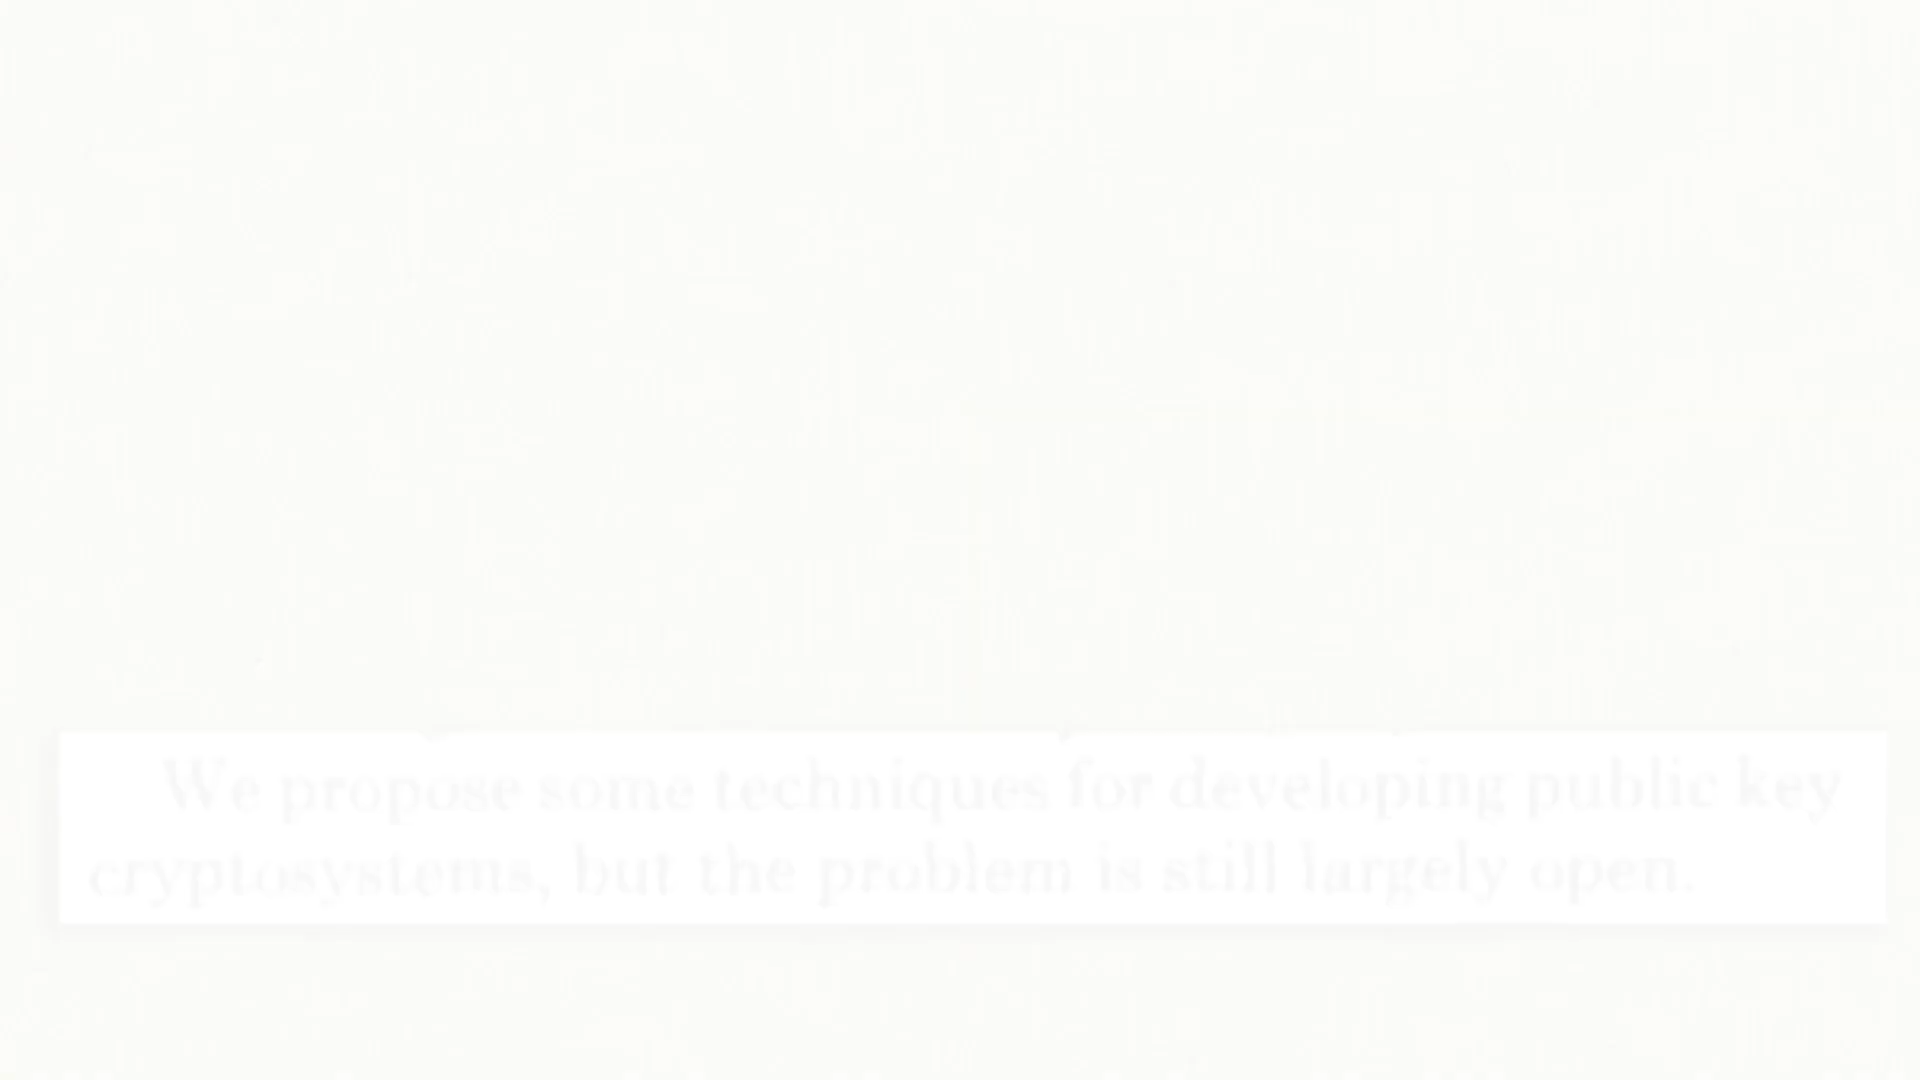 We propose some techniques for developing public key
cryptosystems, but the problem is still largely open.